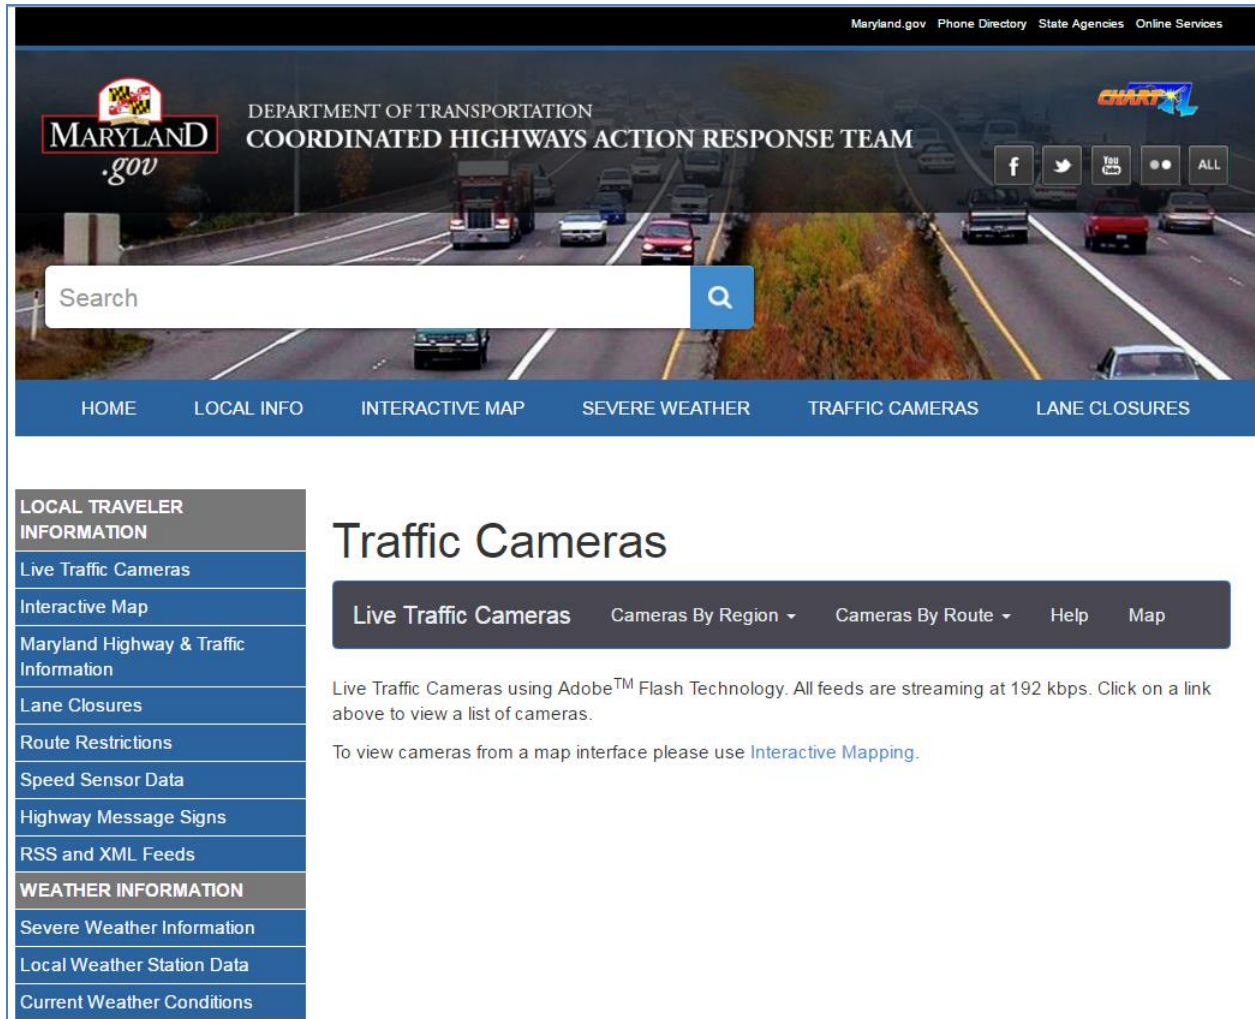 Maryland.gov Phone Directory State Agencies Online Services
MARYLAND
.gov
DEPARTMENT OF TRANSPORTATION
COORDINATED HIGHWAYS ACTION RESPONSE TEAM
CHART
f You Tube ALL
Search
HOME LOCAL INFO INTERACTIVE MAP SEVERE WEATHER TRAFFIC CAMERAS LANE CLOSURES
LOCAL TRAVELER
INFORMATION
Live Traffic Cameras
Interactive Map
Maryland Highway & Traffic
Information
Lane Closures
Route Restrictions
Speed Sensor Data
Highway Message Signs
RSS and XML Feeds
WEATHER INFORMATION
Severe Weather Information
Local Weather Station Data
Current Weather Conditions
Traffic Cameras
Live Traffic Cameras Cameras By Region Cameras By Route Help Map
Live Traffic Cameras using Adobe™ Flash Technology. All feeds are streaming at 192 kbps. Click on a link
above to view a list of cameras.
To view cameras from a map interface please use Interactive Mapping.